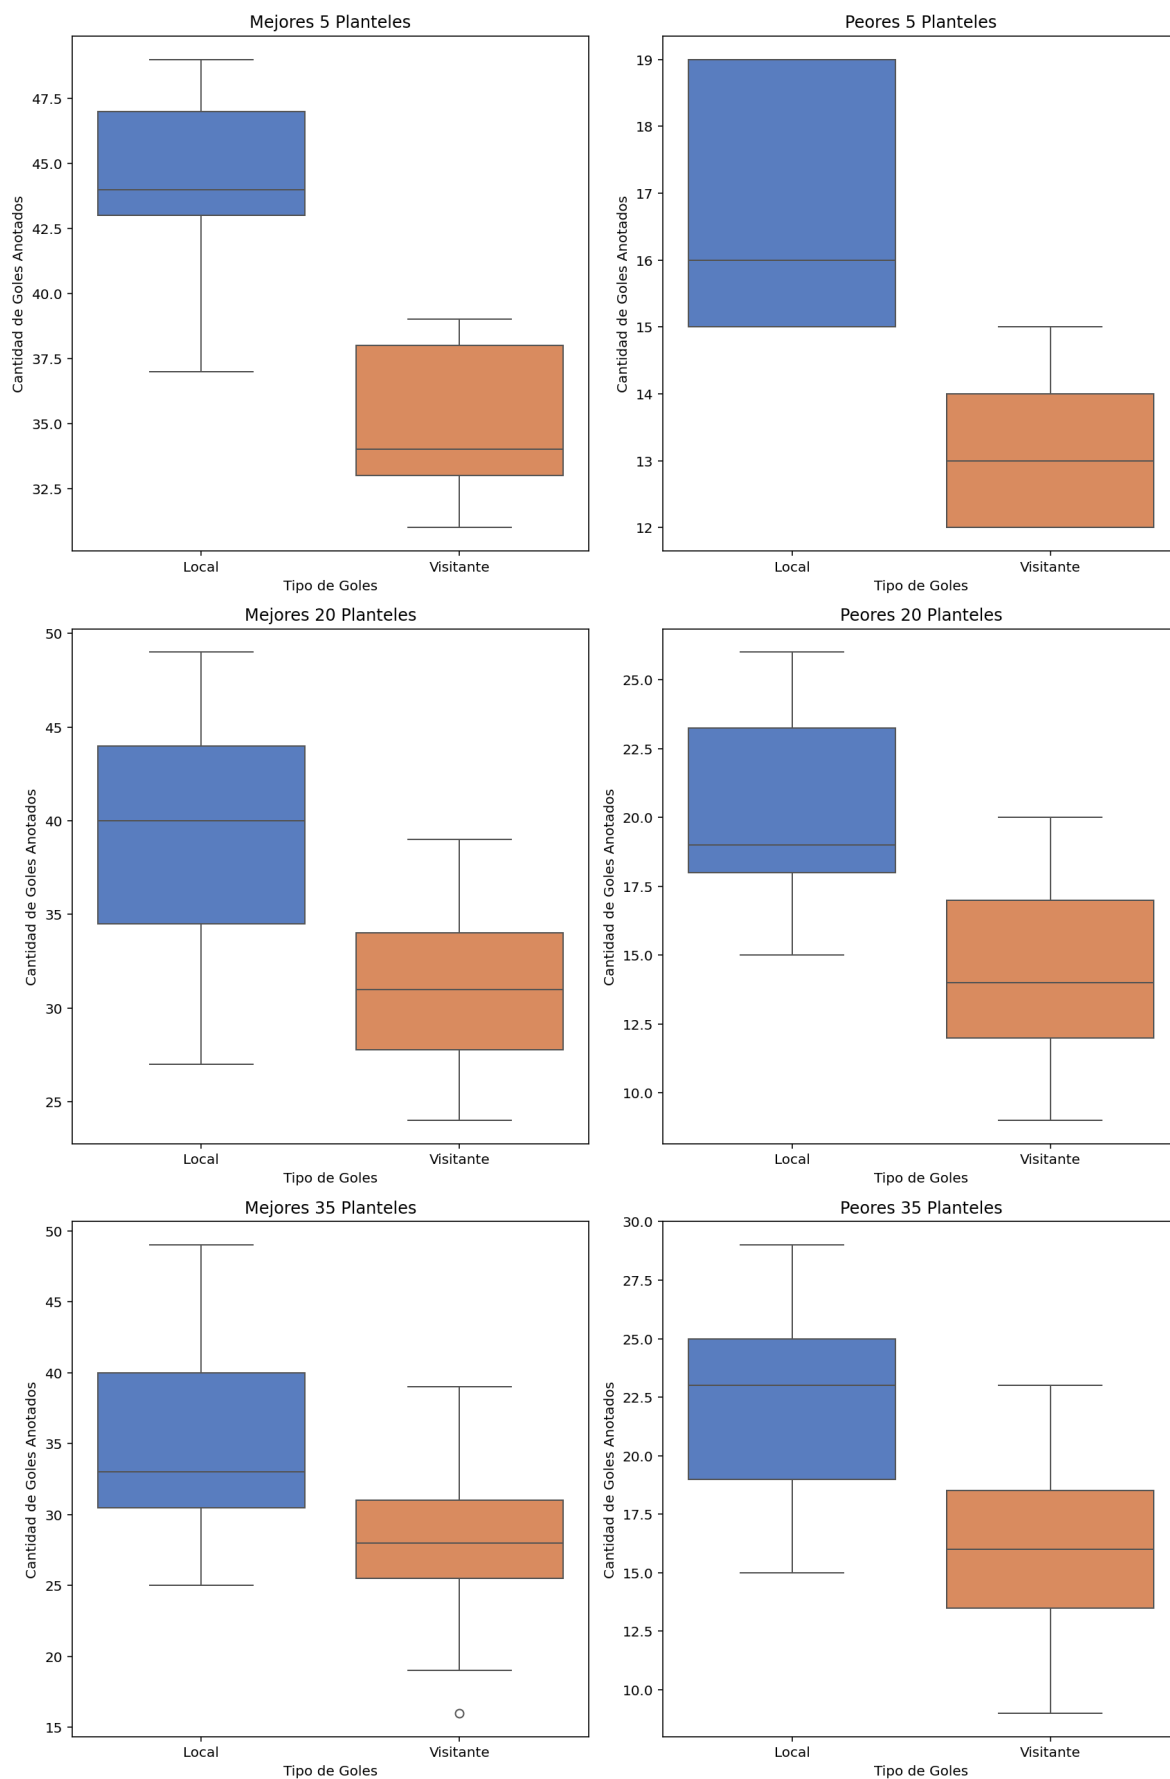 Mejores 5 Planteles
Cantidad de Goles Anotados
47.5
45.0
42.5
40.0
37.5
35.0
32.5
Local
Visitante
Tipo de Goles
Peores 5 Planteles
Cantidad de Goles Anotados
19
18
17
16
15
14
13
12
Local
Visitante
Tipo de Goles
Mejores 20 Planteles
Cantidad de Goles Anotados
50
45
40
35
30
25
Local
Visitante
Tipo de Goles
Peores 20 Planteles
Cantidad de Goles Anotados
25.0
22.5
20.0
17.5
15.0
12.5
10.0
Local
Visitante
Tipo de Goles
Mejores 35 Planteles
Cantidad de Goles Anotados
50
45
40
35
30
25
20
15
Local
Visitante
Tipo de Goles
Peores 35 Planteles
Cantidad de Goles Anotados
30.0
27.5
25.0
22.5
20.0
17.5
15.0
12.5
10.0
Local
Visitante
Tipo de Goles